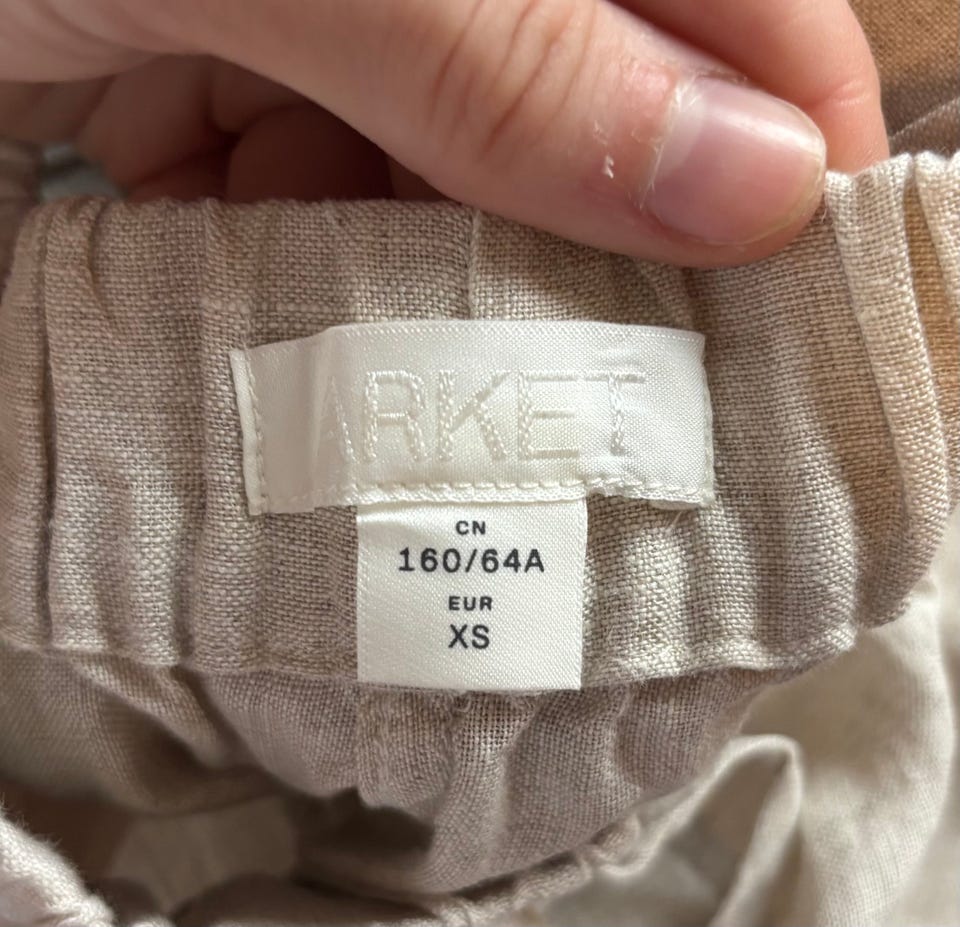 ARKET
CN
160/64A
EUR
XS